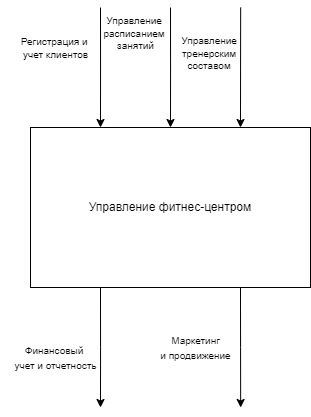 Регистрация и
учет клиентов
Управление
расписанием
занятий
Управление
тренерским
составом
Управление фитнес-центром
Финансовый
учет и отчетность
Маркетинг
и продвижение